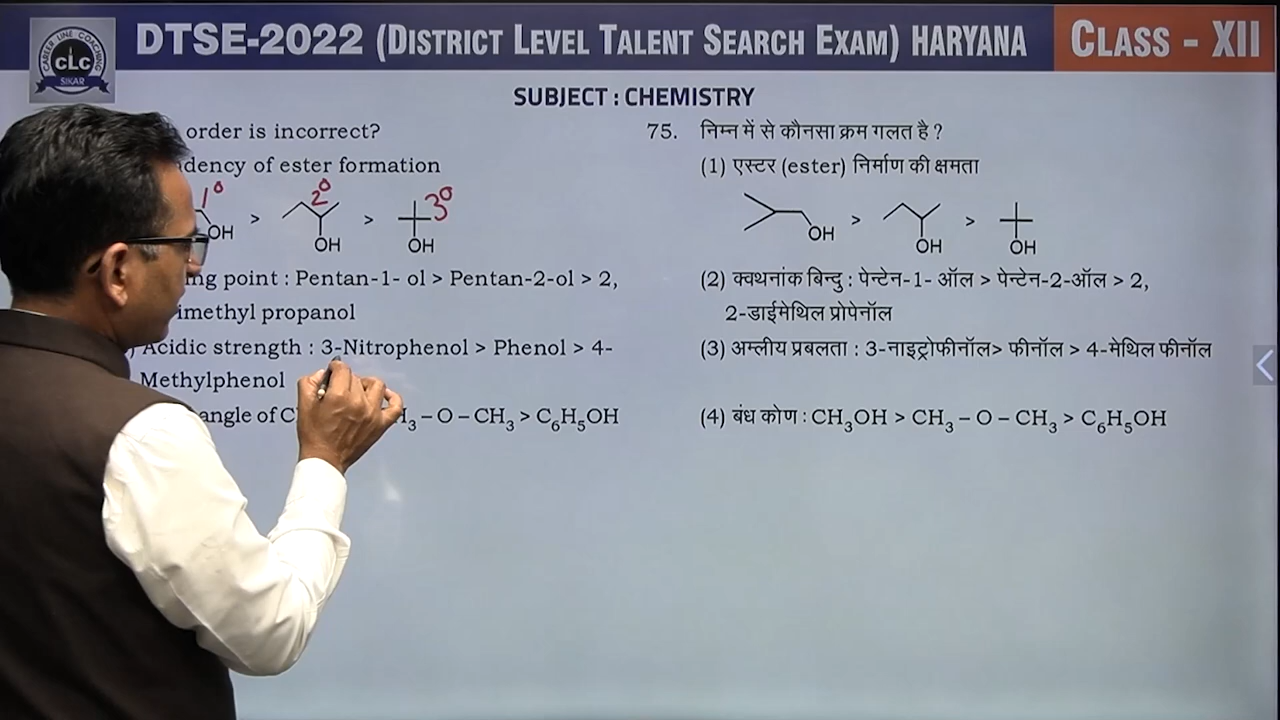 CAREER LINE COACHING
CLC
SIKAR
DTSE-2022 (DISTRICT LEVEL TALENT SEARCH EXAM) HARYANA
CLASS - XII
SUBJECT : CHEMISTRY
order is incorrect?
dency of ester formation
1° 2° 3°
OH > OH > OH
ng point : Pentan-1- ol > Pentan-2-ol > 2,
imethyl propanol
) Acidic strength : 3-Nitrophenol > Phenol > 4-
Methylphenol
angle of C H₃ – O – CH₃ > C₆H₅OH
75. निम्न में से कौनसा क्रम गलत है ?
(1) एस्टर (ester) निर्माण की क्षमता
OH > OH > OH
(2) क्वथनांक बिन्दु : पेन्टेन-1- ऑल > पेन्टेन-2-ऑल > 2,
2-डाईमेथिल प्रोपेनॉल
(3) अम्लीय प्रबलता : 3-नाइट्रोफीनॉल> फीनॉल > 4-मेथिल फीनॉल
(4) बंध कोण : CH₃OH > CH₃ – O – CH₃ > C₆H₅OH